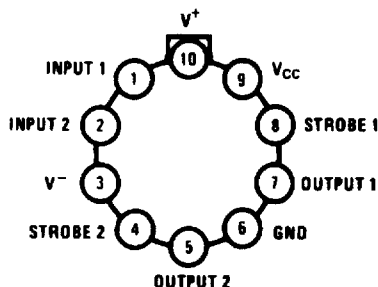 V+
10
INPUT 1
1
9
VCC
INPUT 2
2
8
STROBE 1
V−
3
7
OUTPUT 1
STROBE 2
4
6
GND
5
OUTPUT 2